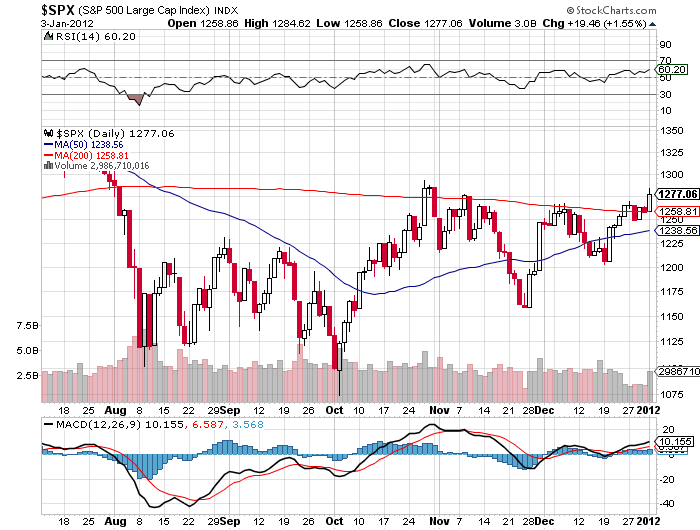 $SPX (S&P 500 Large Cap Index) INDX © StockCharts.com
3-Jan-2012 Open 1258.86 High 1284.62 Low 1258.86 Close 1277.06 Volume 3.0B Chg +19.46 (+1.55%)
RSI(14) 60.20
90
70
60.20
50
30
10
$SPX (Daily) 1277.06
MA(50) 1238.56
MA(200) 1258.81
Volume 2,986,710,016
1350
1325
1300
1277.06
1258.81
1250
1238.56
1225
1200
1175
1150
1125
1100
1075
7.5B
5.0B
2.5B
2986710
18 25 Aug 8 15 22 29 Sep 12 19 26 Oct 10 17 24 Nov 7 14 21 28 Dec 12 19 27 2012
MACD(12,26,9) 10.155, 6.587, 3.568
20
10.155
0
-20
-40
18 25 Aug 8 15 22 29 Sep 12 19 26 Oct 10 17 24 Nov 7 14 21 28 Dec 12 19 27 2012